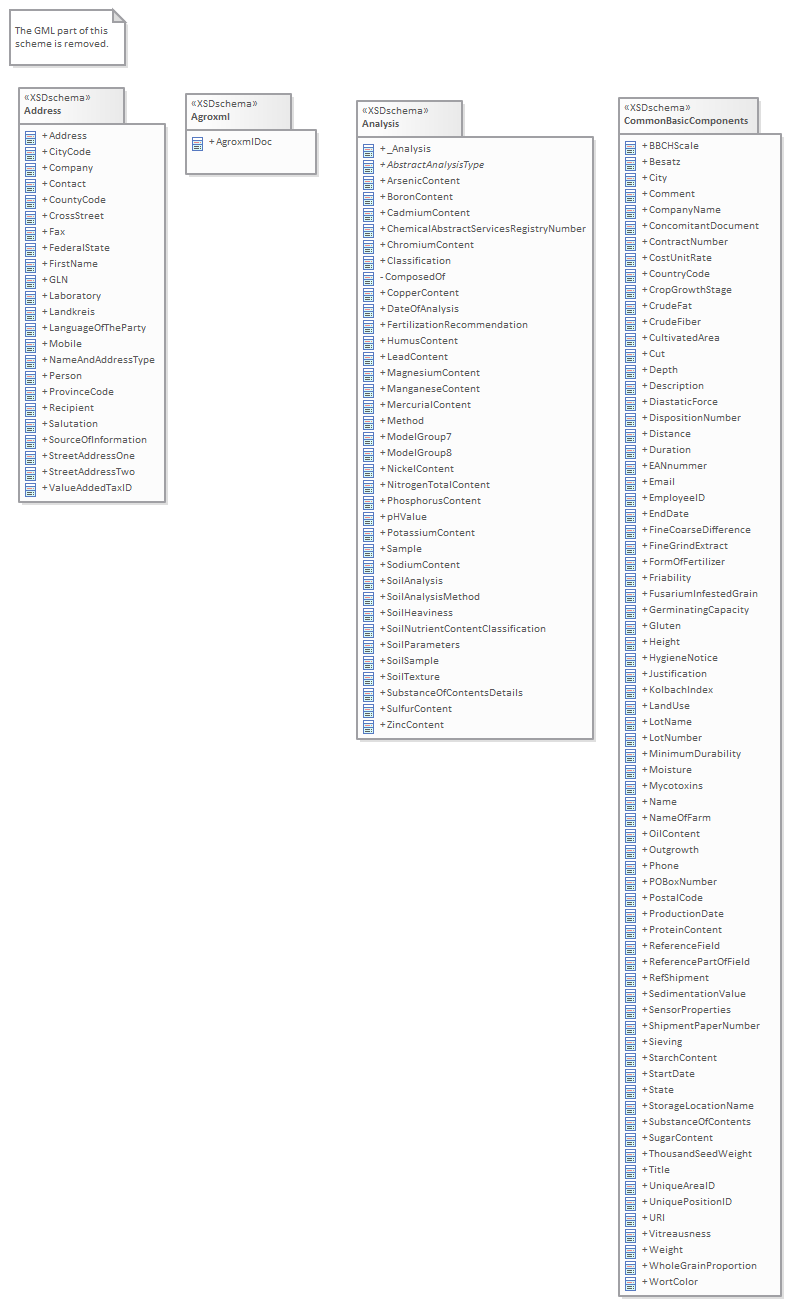 The GML part of this
scheme is removed.
«XSDschema»
Address
+ Address
+ CityCode
+ Company
+ Contact
+ CountyCode
+ CrossStreet
+ Fax
+ FederalState
+ FirstName
+ GLN
+ Laboratory
+ Landkreis
+ LanguageOfTheParty
+ Mobile
+ NameAndAddressType
+ Person
+ ProvinceCode
+ Recipient
+ Salutation
+ SourceOfInformation
+ StreetAddressOne
+ StreetAddressTwo
+ ValueAddedTaxID
«XSDschema»
Agroxml
+ AgroxmlDoc
«XSDschema»
Analysis
+ _Analysis
+ AbstractAnalysisType
+ ArsenicContent
+ BoronContent
+ CadmiumContent
+ ChemicalAbstractServicesRegistryNumber
+ ChromiumContent
+ Classification
- ComposedOf
+ CopperContent
+ DateOfAnalysis
+ FertilizationRecommendation
+ HumusContent
+ LeadContent
+ MagnesiumContent
+ ManganeseContent
+ MercurialContent
+ Method
+ ModelGroup7
+ ModelGroup8
+ NickelContent
+ NitrogenTotalContent
+ PhosphorusContent
+ pHValue
+ PotassiumContent
+ Sample
+ SodiumContent
+ SoilAnalysis
+ SoilAnalysisMethod
+ SoilHeaviness
+ SoilNutrientContentClassification
+ SoilParameters
+ SoilSample
+ SoilTexture
+ SubstanceOfContentsDetails
+ SulfurContent
+ ZincContent
«XSDschema»
CommonBasicComponents
+ BBCHScale
+ Besatz
+ City
+ Comment
+ CompanyName
+ ConcomitantDocument
+ ContractNumber
+ CostUnitRate
+ CountryCode
+ CropGrowthStage
+ CrudeFat
+ CrudeFiber
+ CultivatedArea
+ Cut
+ Depth
+ Description
+ DiastaticForce
+ DispositionNumber
+ Distance
+ Duration
+ EANnummer
+ Email
+ EmployeeID
+ EndDate
+ FineCoarseDifference
+ FineGrindExtract
+ FormOfFertilizer
+ Friability
+ FusariumInfestedGrain
+ GerminatingCapacity
+ Gluten
+ Height
+ HygieneNotice
+ Justification
+ KolbachIndex
+ LandUse
+ LotName
+ LotNumber
+ MinimumDurability
+ Moisture
+ Mycotoxins
+ Name
+ NameOfFarm
+ OilContent
+ Outgrowth
+ Phone
+ POBoxNumber
+ PostalCode
+ ProductionDate
+ ProteinContent
+ ReferenceField
+ ReferencePartOfField
+ RefShipment
+ SedimentationValue
+ SensorProperties
+ ShipmentPaperNumber
+ Sieving
+ StarchContent
+ StartDate
+ State
+ StorageLocationName
+ SubstanceOfContents
+ SugarContent
+ ThousandSeedWeight
+ Title
+ UniqueAreaID
+ UniquePositionID
+ URI
+ Vitreausness
+ Weight
+ WholeGrainProportion
+ WortColor